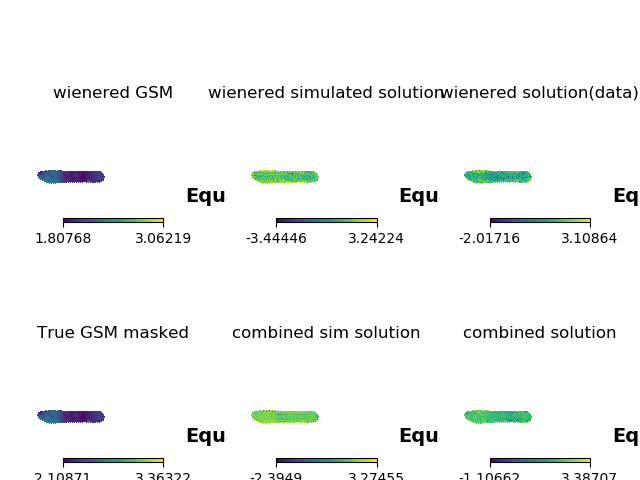 wienered GSM
wienered simulated solution
wienered solution(data)
Equ
Equ
Eq
1.80768 3.06219
-3.44446 3.24224
-2.01716 3.10864
True GSM masked
combined sim solution
combined solution
Equ
Equ
Eq
2.10871 3.36322
-2.3949 3.27455
-1.10662 3.38707